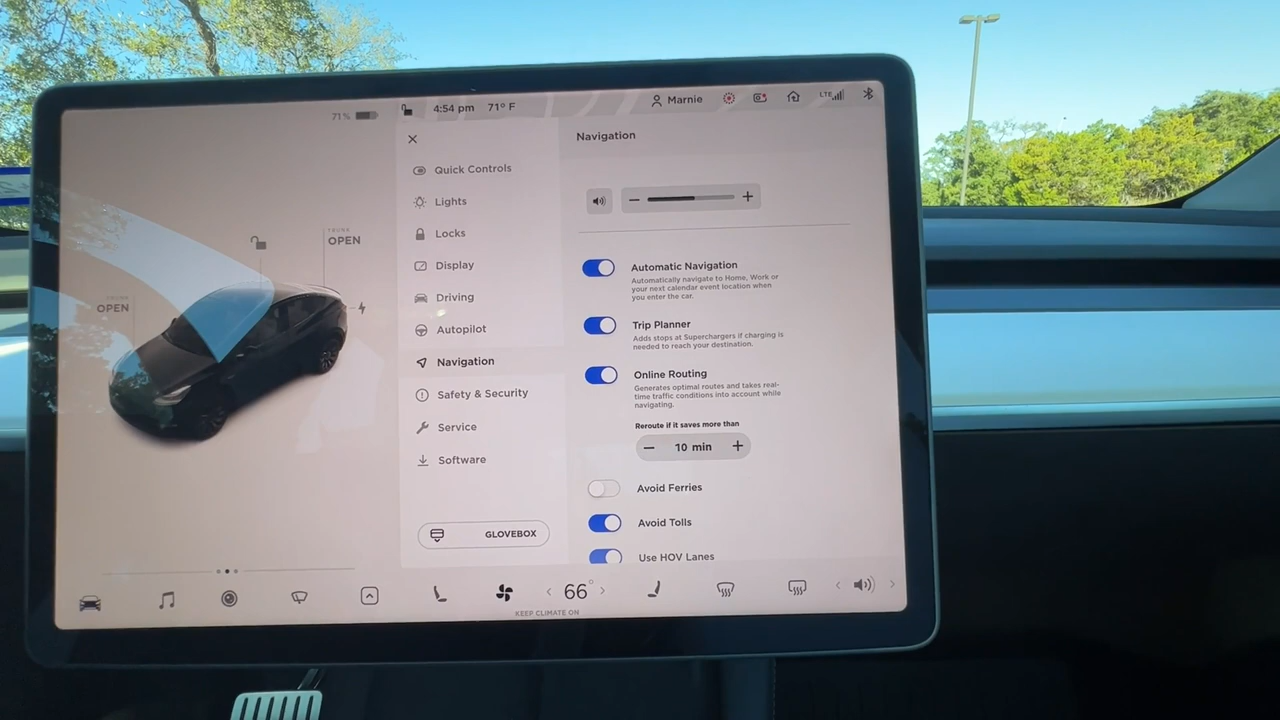 71%
4:54 pm 71° F
Marnie
LTE
Quick Controls
Lights
Locks
Display
Driving
Autopilot
Navigation
Safety & Security
Service
Software
GLOVEBOX
TRUNK
OPEN
OPEN
Navigation
Automatic Navigation
Automatically navigate to Home, Work or
your next calendar event location when
you enter the car.
Trip Planner
Adds stops at Superchargers if charging is
needed to reach your destination.
Online Routing
Generates optimal routes and takes real-
time traffic conditions into account while
navigating.
Reroute if it saves more than
10 min
Avoid Ferries
Avoid Tolls
Use HOV Lanes
66°
KEEP CLIMATE ON